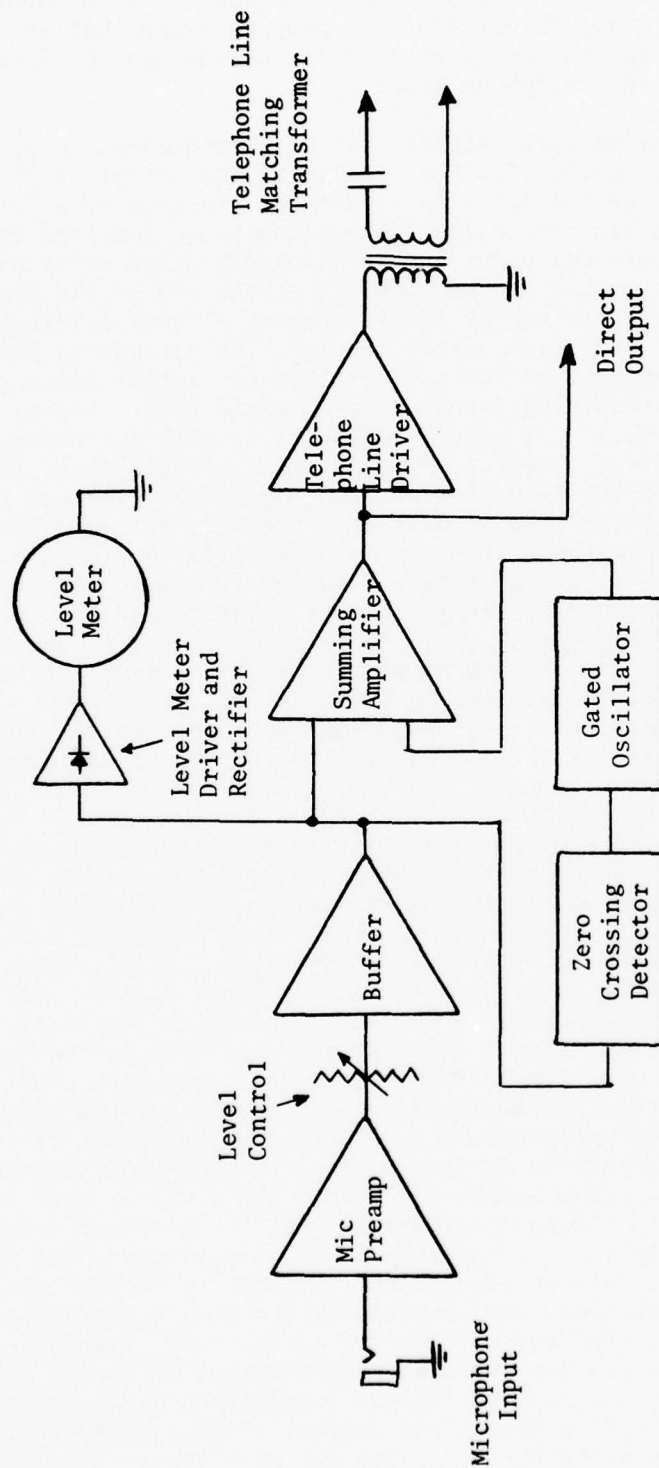 Microphone
Input
Mic
Preamp
Level
Control
Buffer
Level Meter
Driver and
Rectifier
Level
Meter
Summing
Amplifier
Tele-
phone
Line
Driver
Telephone Line
Matching
Transformer
Direct
Output
Zero
Crossing
Detector
Gated
Oscillator